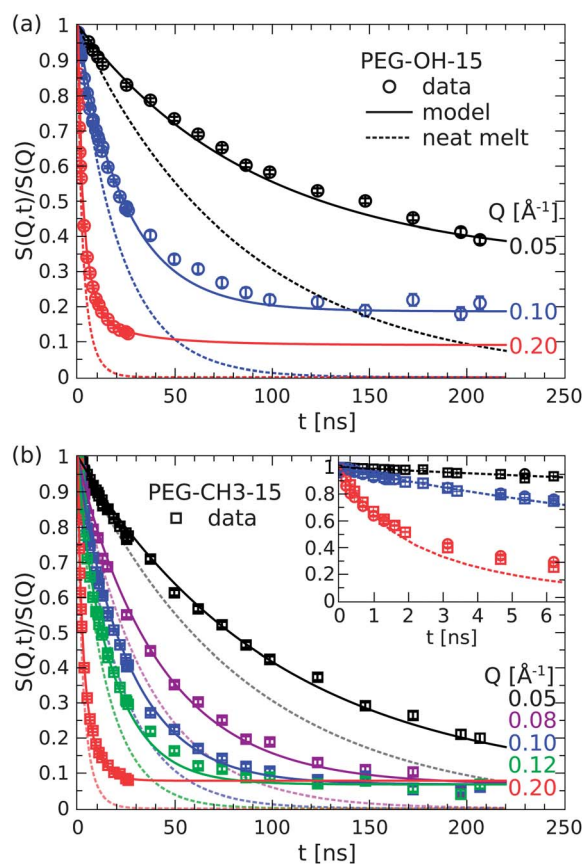 (a)
PEG-OH-15
data
model
neat melt
S(Q,t)/S(Q)
1
0.9
0.8
0.7
0.6
0.5
0.4
0.3
0.2
0.1
0
Q [Å⁻¹]
0.05
0.10
0.20
0 50 100 150 200 250
t [ns]
(b)
PEG-CH3-15
data
S(Q,t)/S(Q)
1
0.9
0.8
0.7
0.6
0.5
0.4
0.3
0.2
0.1
0
1
0.8
0.6
0.4
0.2
0
0 1 2 3 4 5 6
t [ns]
Q [Å⁻¹]
0.05
0.08
0.10
0.12
0.20
0 50 100 150 200 250
t [ns]